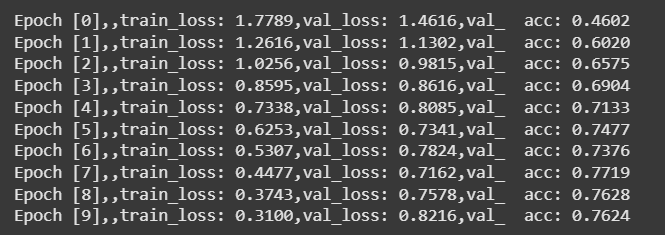 Epoch [0],,train_loss: 1.7789,val_loss: 1.4616,val_  acc: 0.4602
Epoch [1],,train_loss: 1.2616,val_loss: 1.1302,val_  acc: 0.6020
Epoch [2],,train_loss: 1.0256,val_loss: 0.9815,val_  acc: 0.6575
Epoch [3],,train_loss: 0.8595,val_loss: 0.8616,val_  acc: 0.6904
Epoch [4],,train_loss: 0.7338,val_loss: 0.8085,val_  acc: 0.7133
Epoch [5],,train_loss: 0.6253,val_loss: 0.7341,val_  acc: 0.7477
Epoch [6],,train_loss: 0.5307,val_loss: 0.7824,val_  acc: 0.7376
Epoch [7],,train_loss: 0.4477,val_loss: 0.7162,val_  acc: 0.7719
Epoch [8],,train_loss: 0.3743,val_loss: 0.7578,val_  acc: 0.7628
Epoch [9],,train_loss: 0.3100,val_loss: 0.8216,val_  acc: 0.7624